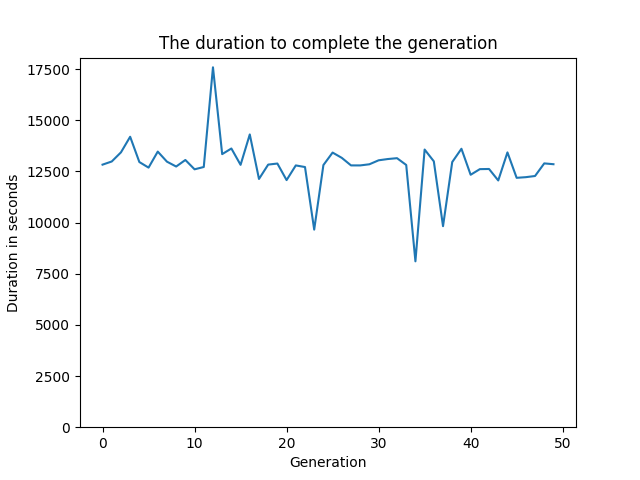 The duration to complete the generation
17500
15000
12500
10000
7500
5000
2500
0
Duration in seconds
0 10 20 30 40 50
Generation